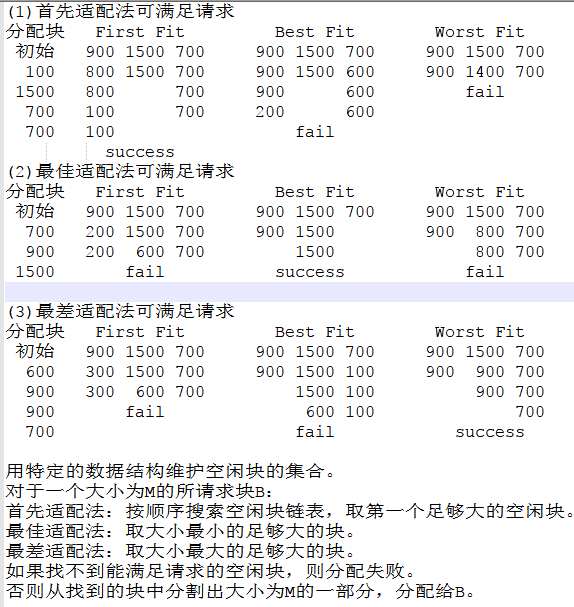 (1)首先适配法可满足请求
分配块 First Fit Best Fit Worst Fit
初始 900 1500 700 900 1500 700 900 1500 700
100 800 1500 700 900 1500 600 900 1400 700
1500 800 700 900 600 fail
700 100 700 200 600
700 100 fail
success
(2)最佳适配法可满足请求
分配块 First Fit Best Fit Worst Fit
初始 900 1500 700 900 1500 700 900 1500 700
700 200 1500 700 900 1500 900 800 700
900 200 600 700 1500 800 700
1500 fail success fail
(3)最差适配法可满足请求
分配块 First Fit Best Fit Worst Fit
初始 900 1500 700 900 1500 700 900 1500 700
600 300 1500 700 900 1500 100 900 900 700
900 300 600 700 1500 100 900 700
900 fail 600 100 700
700 fail success
用特定的数据结构维护空闲块的集合。
对于一个大小为M的所请求块B：
首先适配法：按顺序搜索空闲块链表，取第一个足够大的空闲块。
最佳适配法：取大小最小的足够大的块。
最差适配法：取大小最大的足够大的块。
如果找不到能满足请求的空闲块，则分配失败。
否则从找到的块中分割出大小为M的一部分，分配给B。